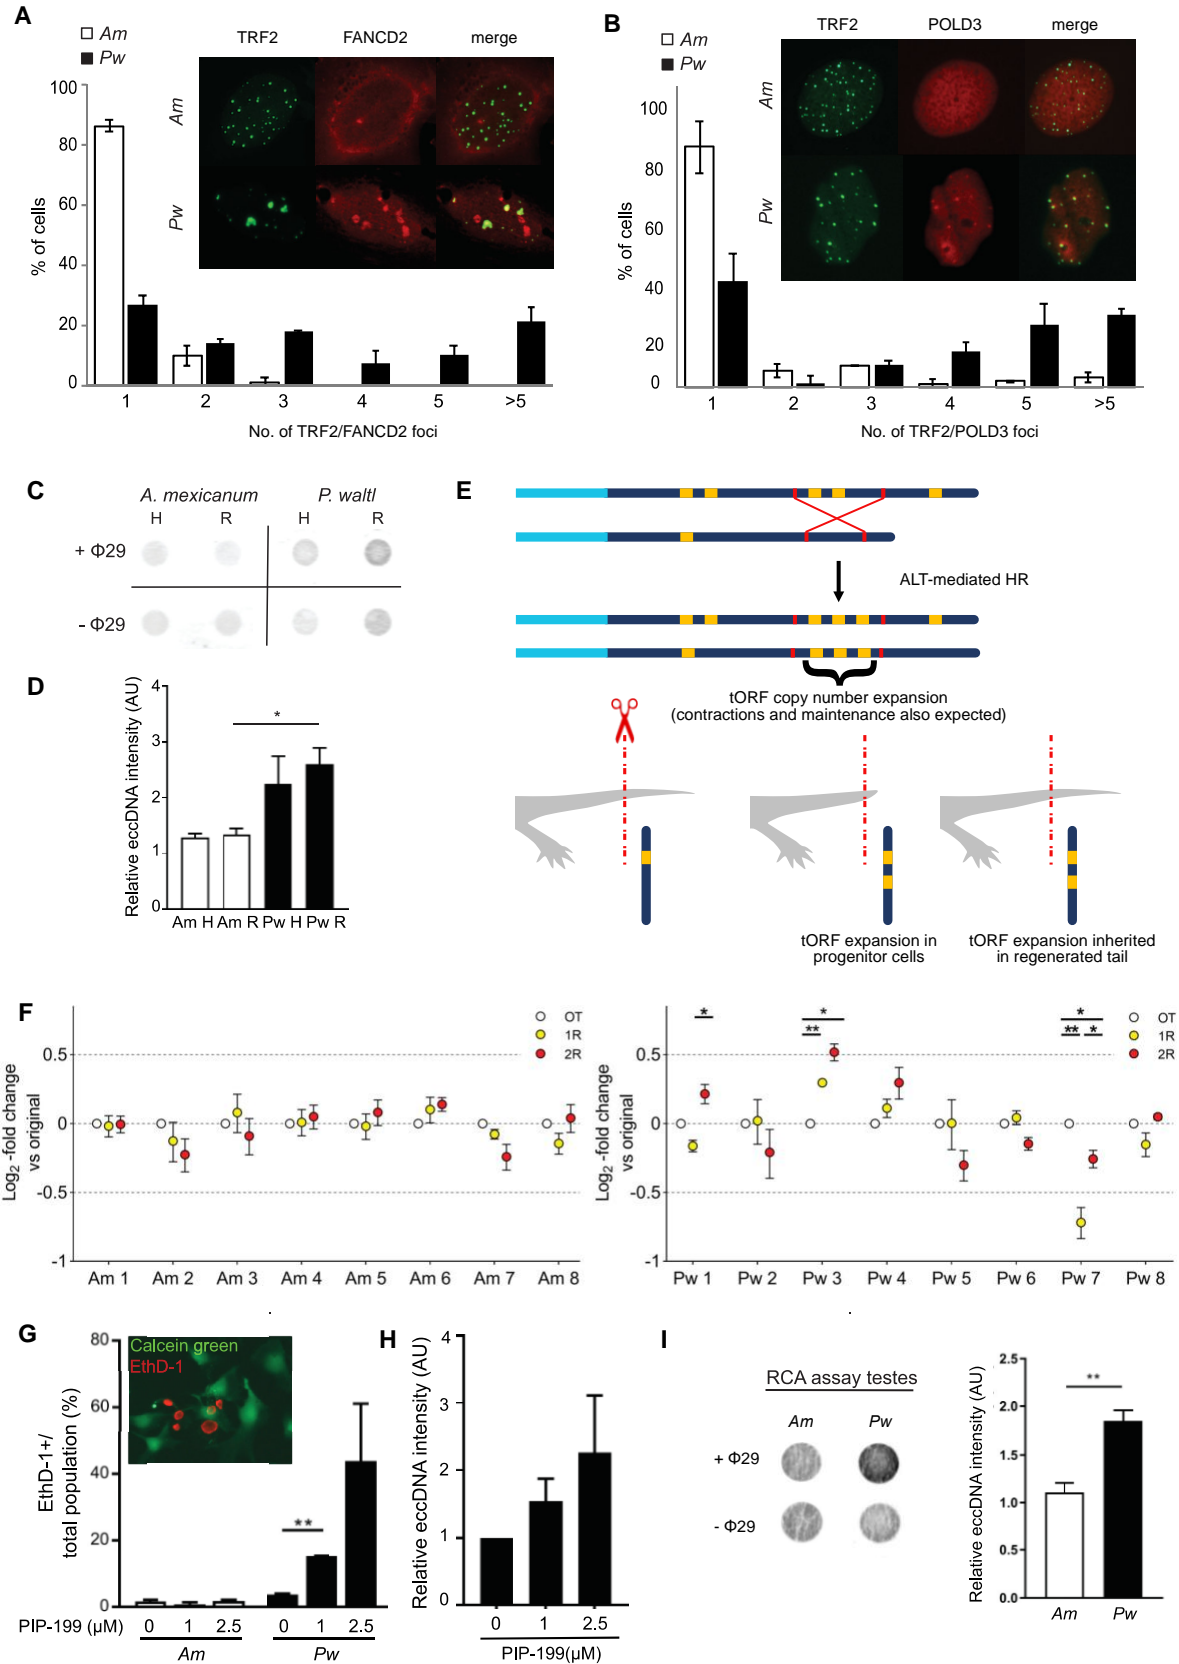 A
Am
Pw
TRF2 FANCD2 merge
Am
Pw
100
80
60
40
20
0
% of cells
1 2 3 4 5 >5
No. of TRF2/FANCD2 foci
B
Am
Pw
TRF2 POLD3 merge
Am
Pw
100
80
60
40
20
0
% of cells
1 2 3 4 5 >5
No. of TRF2/POLD3 foci
C
A. mexicanum P. waltl
H R H R
+ Φ29
- Φ29
D
4
3
2
1
0
Relative eccDNA intensity (AU)
*
Am H Am R Pw H Pw R
E
ALT-mediated HR
tORF copy number expansion
(contractions and maintenance also expected)
tORF expansion in
progenitor cells
tORF expansion inherited
in regenerated tail
F
OT
1R
2R
0.5
0
-0.5
-1
Log2 -fold change
vs original
Am 1 Am 2 Am 3 Am 4 Am 5 Am 6 Am 7 Am 8
* * ** * ** *
OT
1R
2R
0.5
0
-0.5
-1
Log2 -fold change
vs original
Pw 1 Pw 2 Pw 3 Pw 4 Pw 5 Pw 6 Pw 7 Pw 8
G
Calcein green
EthD-1
80
60
40
20
0
EthD-1+/
total population (%)
**
PIP-199 (µM) 0 1 2.5 0 1 2.5
Am Pw
H
4
3
2
1
0
Relative eccDNA intensity (AU)
0 1 2.5
PIP-199(µM)
I
RCA assay testes
Am Pw
+ Φ29
- Φ29
2.5
2.0
1.5
1.0
0.5
0.0
Relative eccDNA intensity (AU)
**
Am Pw